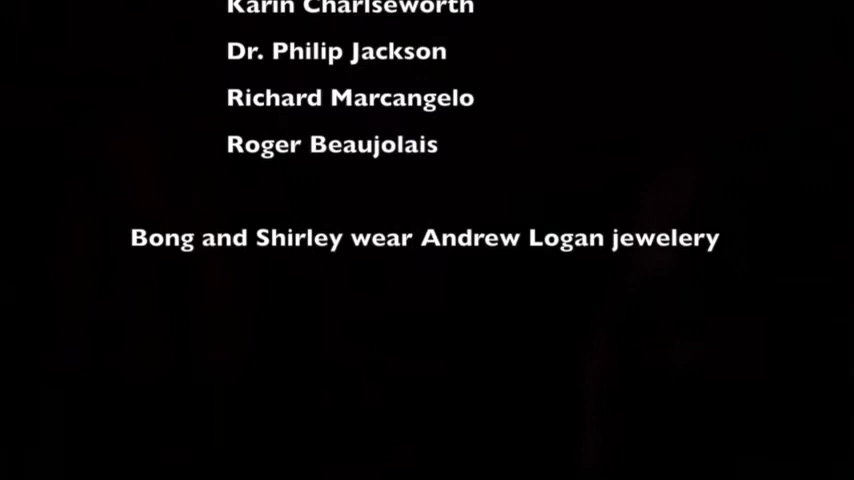 Karin Charlseworth
Dr. Philip Jackson
Richard Marcangelo
Roger Beaujolais
Bong and Shirley wear Andrew Logan jewelery